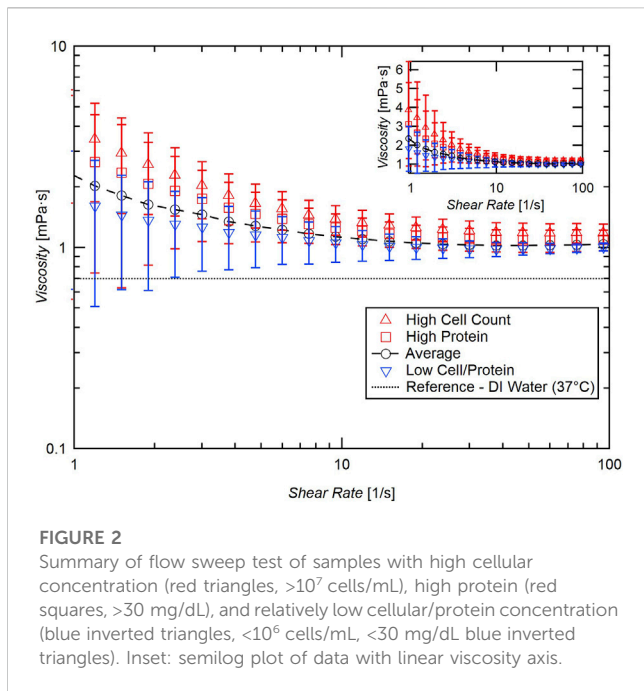 10
1
0.1
Viscosity [mPa·s]
1
10
100
Shear Rate [1/s]
6
5
4
3
2
1
Viscosity [mPa·s]
1
10
100
Shear Rate [1/s]
High Cell Count
High Protein
Average
Low Cell/Protein
Reference - DI Water (37°C)
FIGURE 2
Summary of flow sweep test of samples with high cellular
concentration (red triangles, >10⁷ cells/mL), high protein (red
squares, >30 mg/dL), and relatively low cellular/protein concentration
(blue inverted triangles, <10⁶ cells/mL, <30 mg/dL blue inverted
triangles). Inset: semilog plot of data with linear viscosity axis.